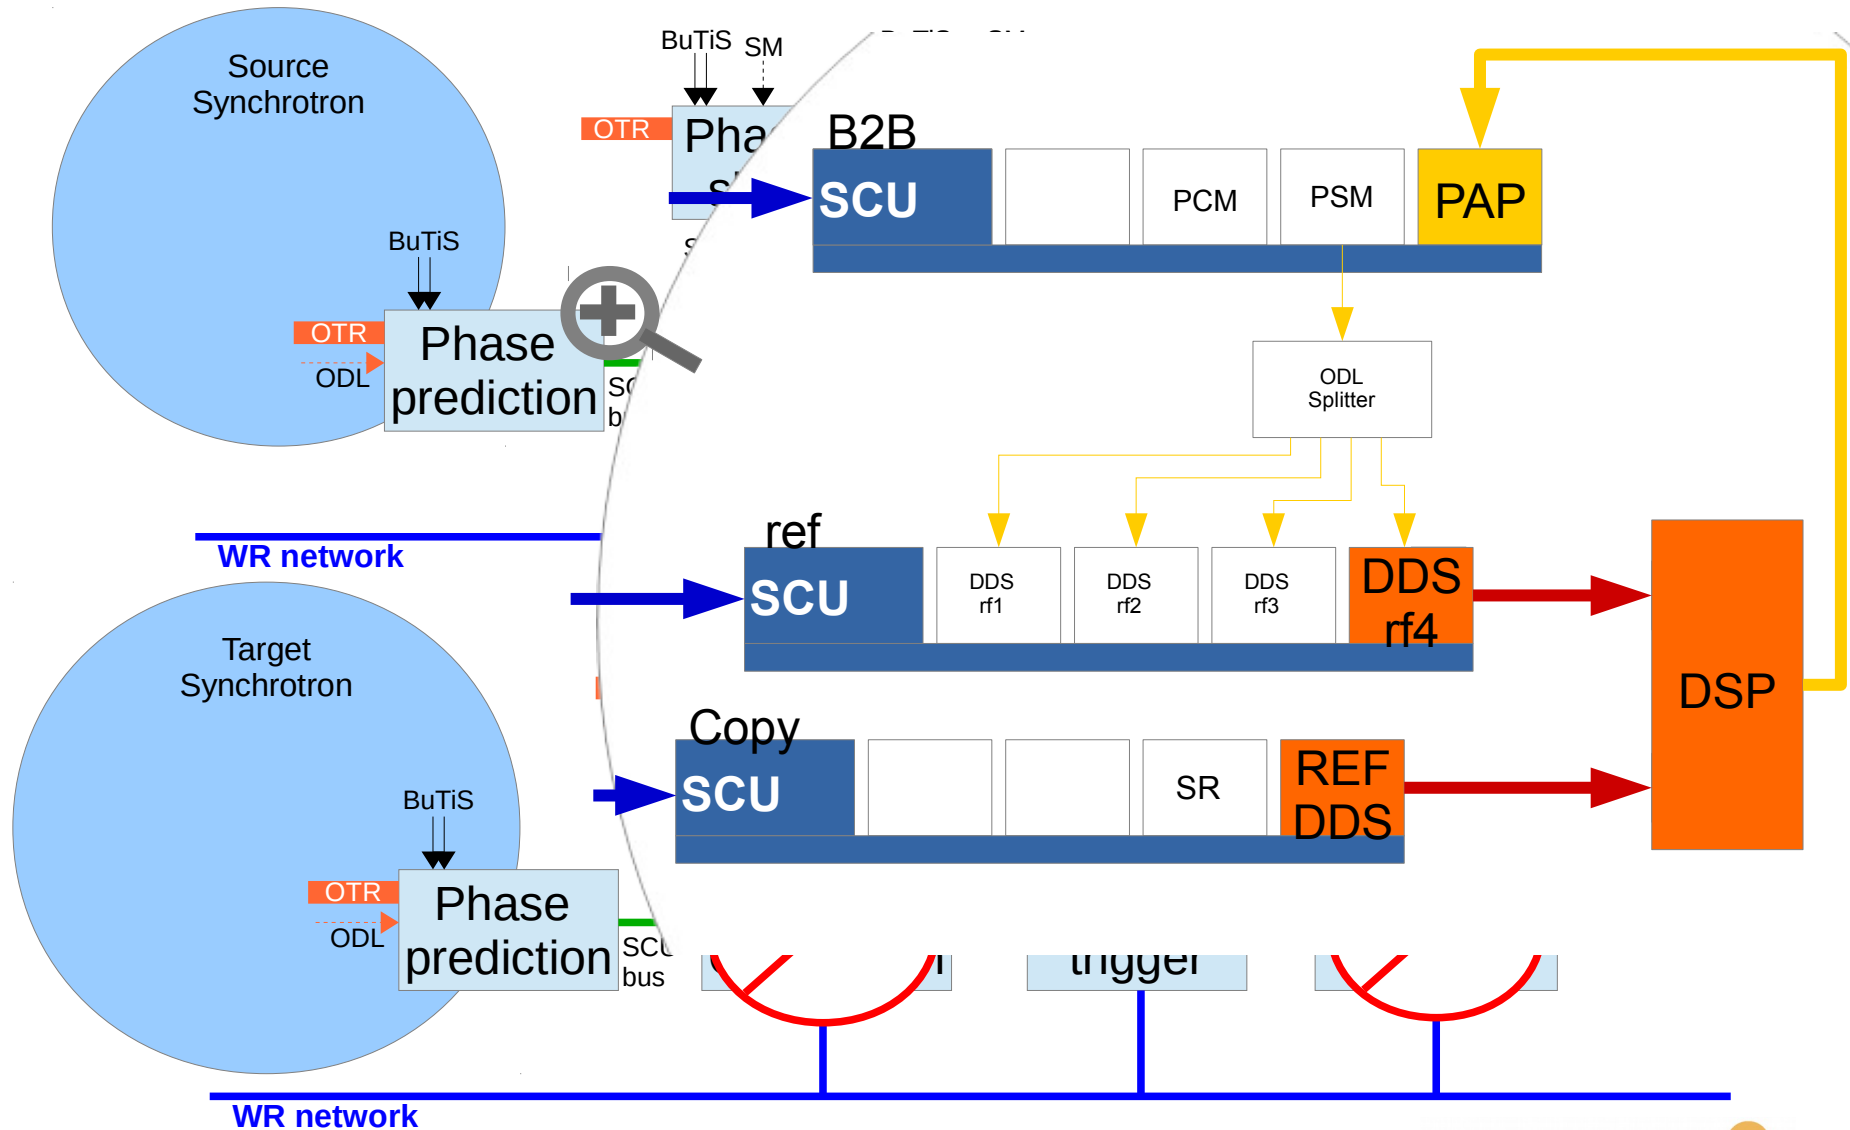 Source
Synchrotron
BuTiS
OTR
ODL
Phase
prediction
BuTiS
SM
OTR
B2B
SCU
PCM
PSM
PAP
ODL
Splitter
WR network
ref
SCU
DDS
rf1
DDS
rf2
DDS
rf3
DDS
rf4
DSP
Target
Synchrotron
Copy
SCU
SR
REF
DDS
BuTiS
OTR
ODL
Phase
prediction
bus
trigger
WR network